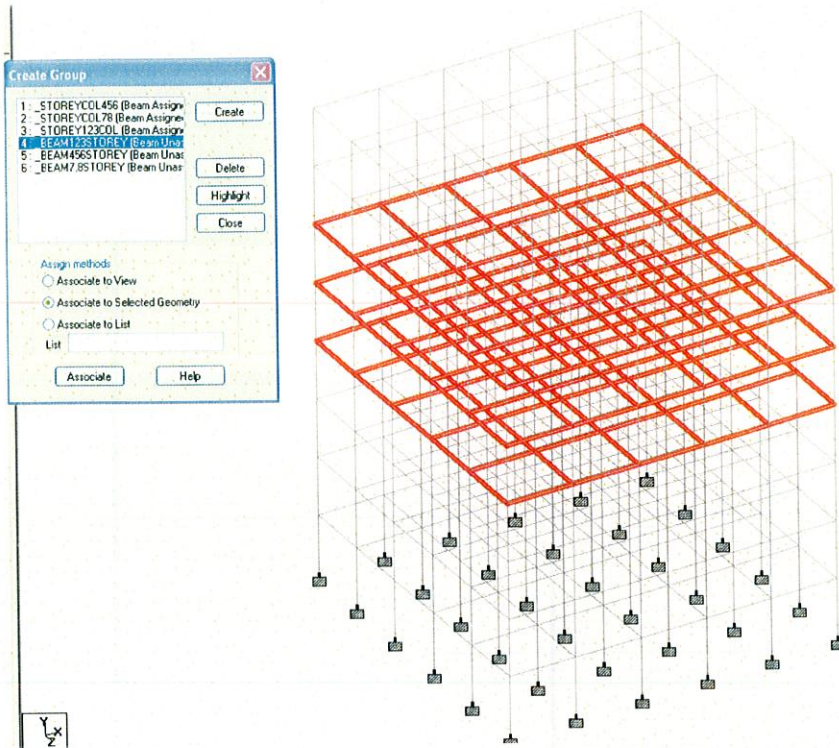 Create Group
1 : _STOREYCOL456 (Beam Assign
2 : _STOREYCOL78 (Beam Assigne
3 : _STOREY123COL (Beam Assign
4 : _BEAM123STOREY (Beam Unas
5 : _BEAM456STOREY (Beam Unas
6 : _BEAM7,8STOREY (Beam Unas
Create
Delete
Highlight
Close
Assign methods
Associate to View
Associate to Selected Geometry
Associate to List
List
Associate
Help
Y
X
Z